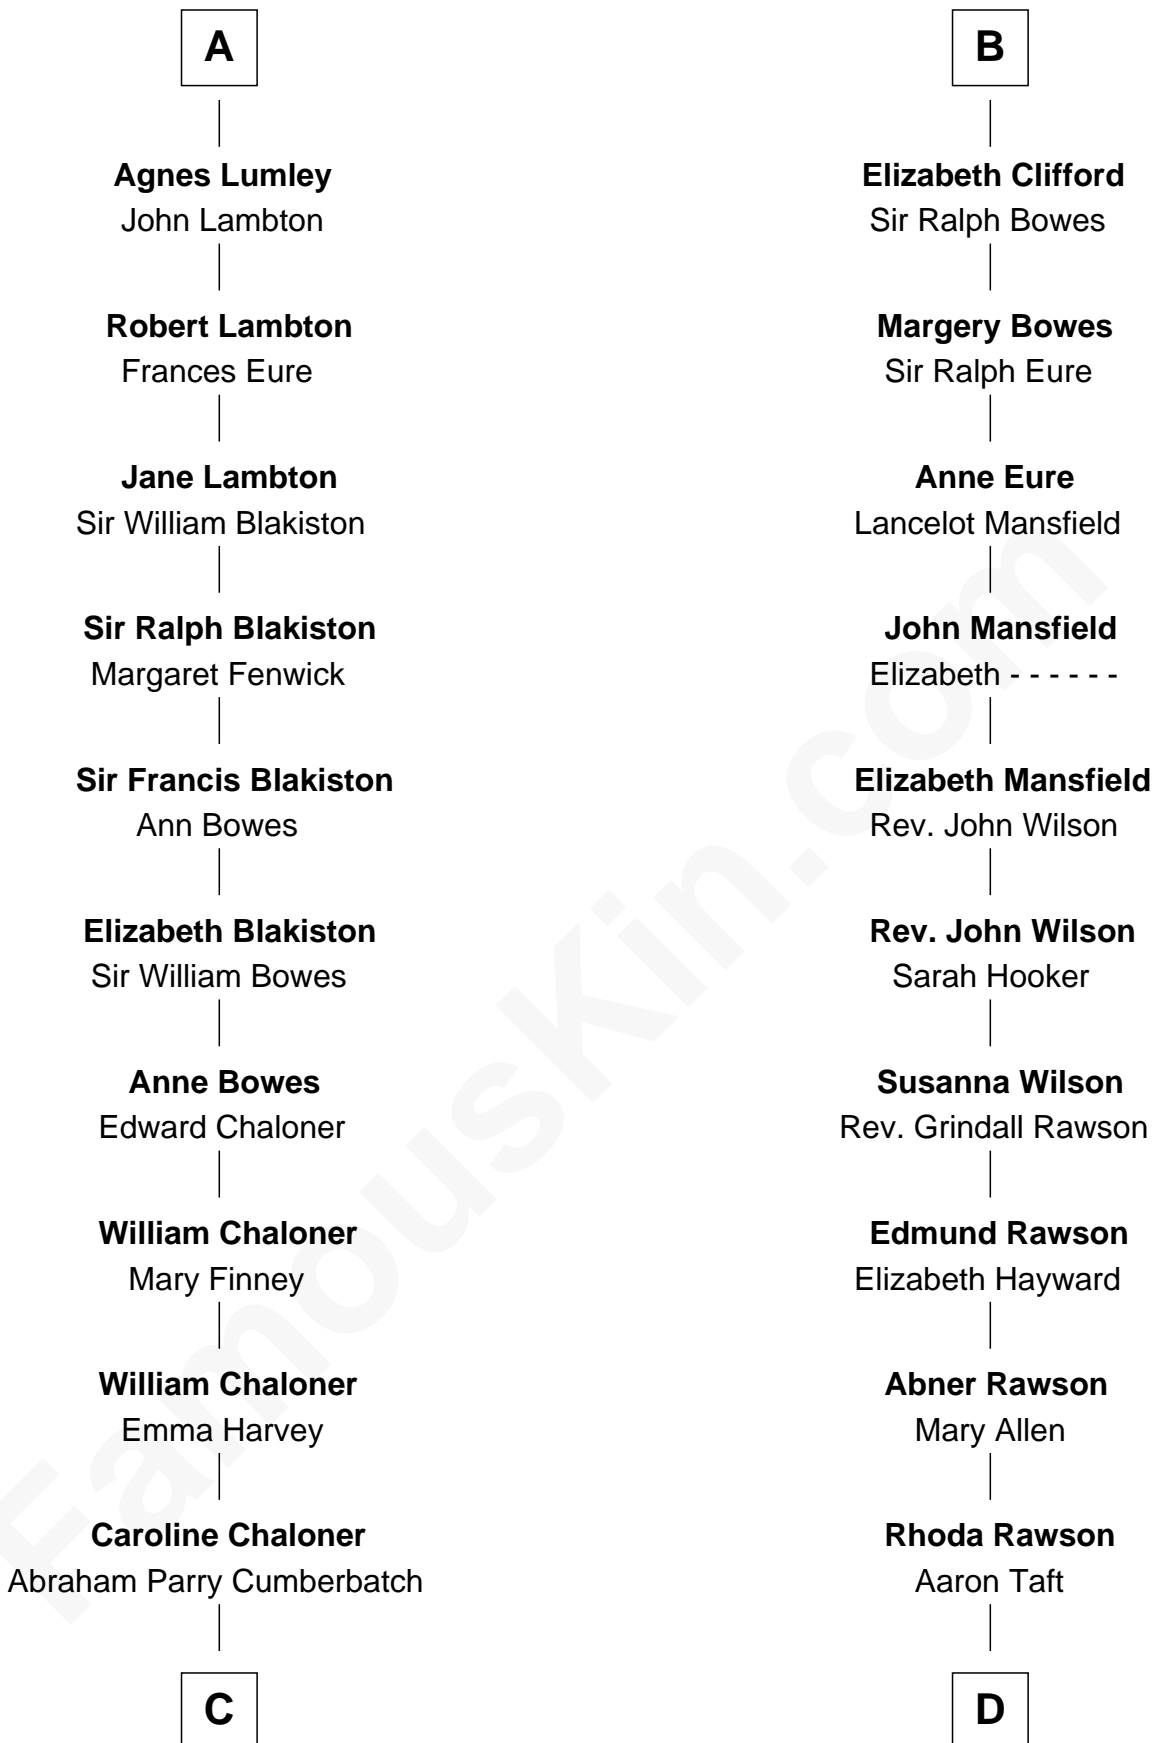 A
Agnes Lumley
John Lambton
Robert Lambton
Frances Eure
Jane Lambton
Sir William Blakiston
Sir Ralph Blakiston
Margaret Fenwick
Sir Francis Blakiston
Ann Bowes
Elizabeth Blakiston
Sir William Bowes
Anne Bowes
Edward Chaloner
William Chaloner
Mary Finney
William Chaloner
Emma Harvey
Caroline Chaloner
Abraham Parry Cumberbatch
C
B
Elizabeth Clifford
Sir Ralph Bowes
Margery Bowes
Sir Ralph Eure
Anne Eure
Lancelot Mansfield
John Mansfield
Elizabeth - - - - - -
Elizabeth Mansfield
Rev. John Wilson
Rev. John Wilson
Sarah Hooker
Susanna Wilson
Rev. Grindall Rawson
Edmund Rawson
Elizabeth Hayward
Abner Rawson
Mary Allen
Rhoda Rawson
Aaron Taft
D
FamousKin.com